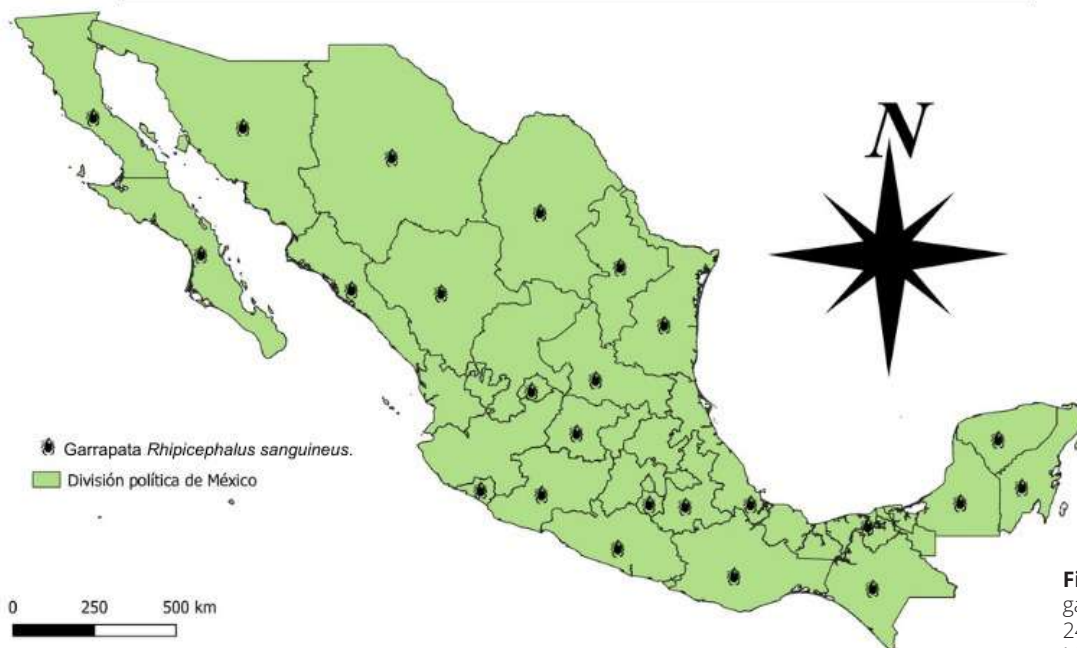 N
Garrapata Rhipicephalus sanguineus.
División política de México
0 250 500 km
Fi
ga
24